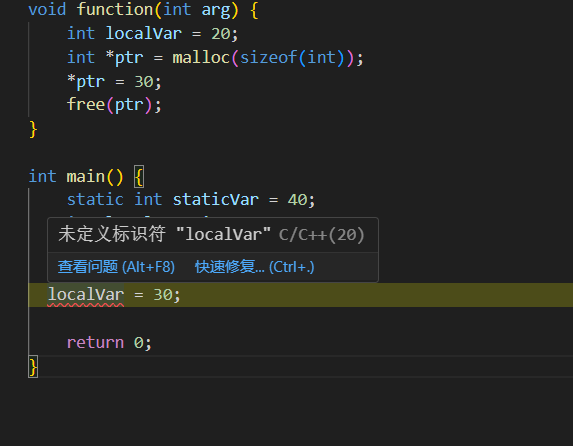 void function(int arg) {
    int localVar = 20;
    int *ptr = malloc(sizeof(int));
    *ptr = 30;
    free(ptr);
}
int main() {
    static int staticVar = 40;
未定义标识符 "localVar" C/C++(20)
查看问题 (Alt+F8) 快速修复... (Ctrl+.)
  localVar = 30;
    return 0;
}